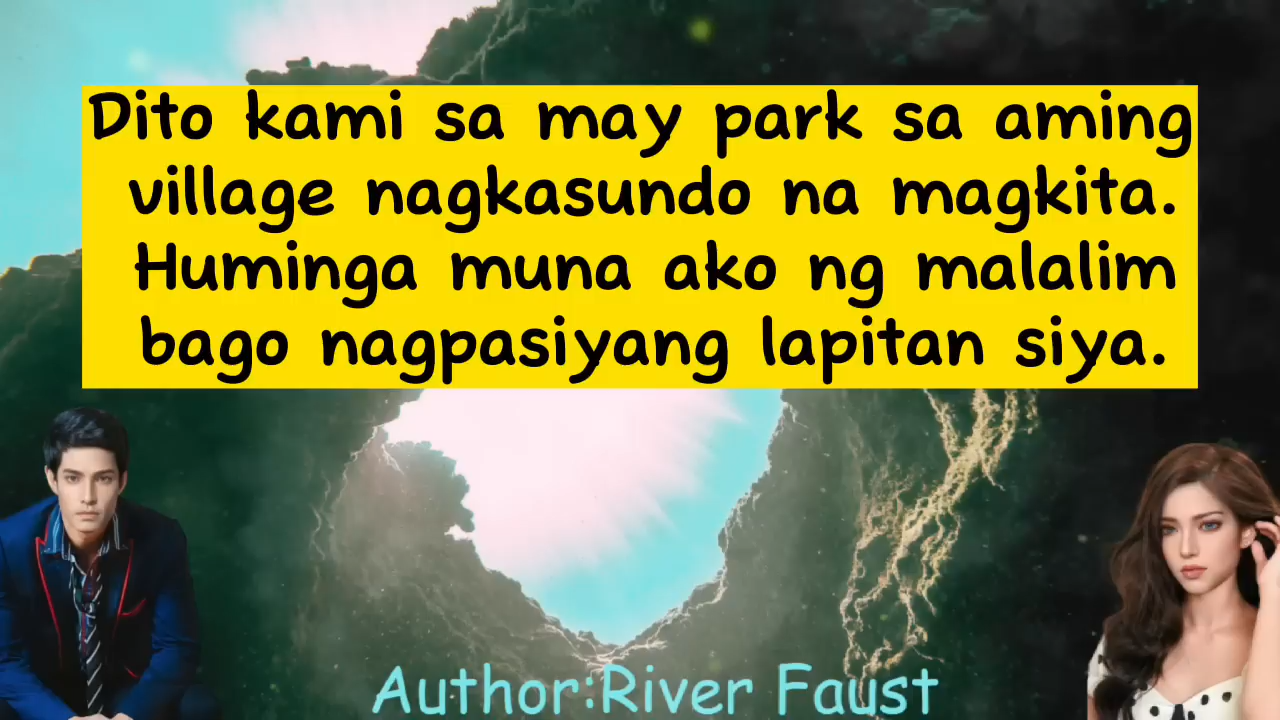 Dito kami sa may park sa aming
village nagkasundo na magkita.
Huminga muna ako ng malalim
bago nagpasiyang lapitan siya.
Author:River Faust